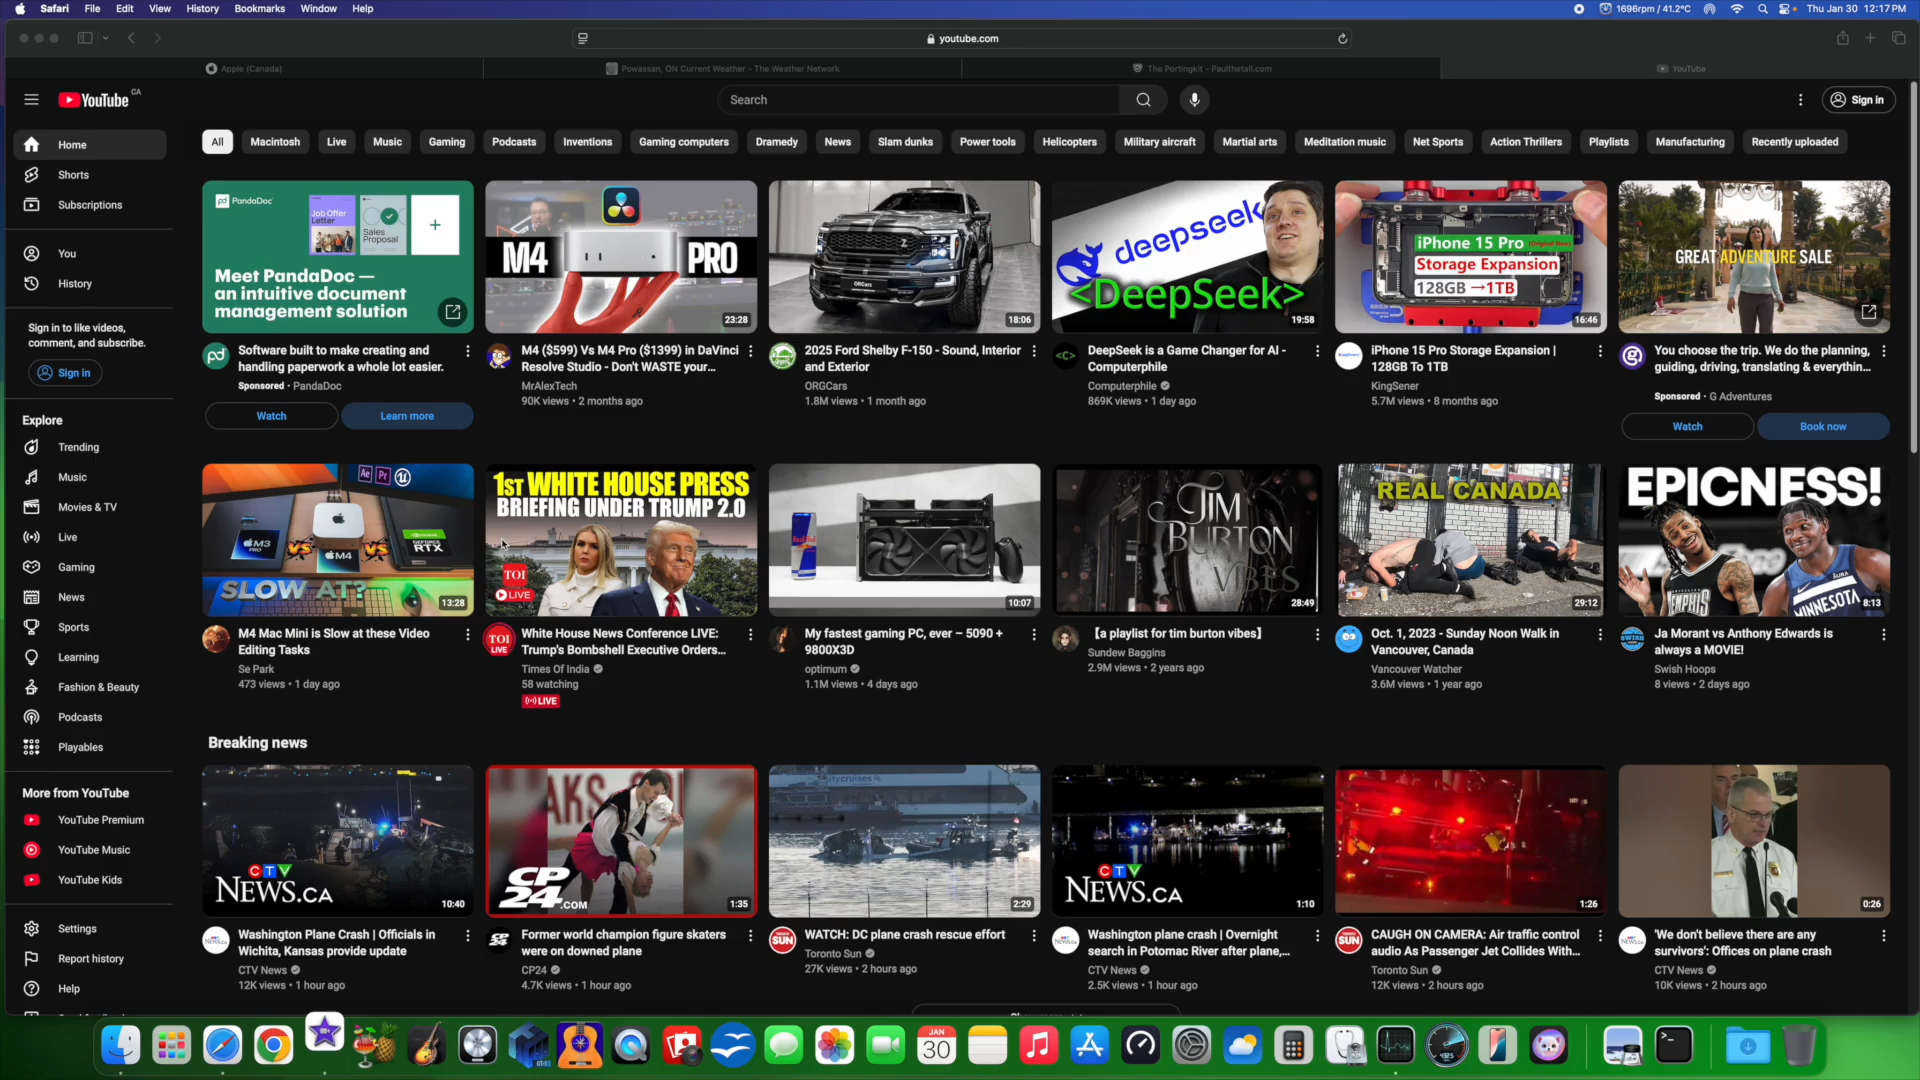 Safari File Edit View History Bookmarks Window Help
1696rpm / 41.2°C Thu Jan 30 12:17 PM
youtube.com
Apple (Canada)
Powassan, ON Current Weather - The Weather Network
The Portingkit - Paulthetall.com
YouTube
YouTube CA
Search
Sign in
All Macintosh Live Music Gaming Podcasts Inventions Gaming computers Dramedy News Slam dunks Power tools Helicopters Military aircraft Martial arts Meditation music Net Sports Action Thrillers Playlists Manufacturing Recently uploaded
Home
Shorts
Subscriptions
You
History
Sign in to like videos,
comment, and subscribe.
Sign in
Explore
Trending
Music
Movies & TV
Live
Gaming
News
Sports
Learning
Fashion & Beauty
Podcasts
Playables
More from YouTube
YouTube Premium
YouTube Music
YouTube Kids
Settings
Report history
Help
PandaDoc
Job Offer
Letter
Sales
Proposal
Meet PandaDoc —
an intuitive document
management solution
Software built to make creating and
handling paperwork a whole lot easier.
Sponsored • PandaDoc
Watch
Learn more
M4 PRO
23:28
M4 ($599) Vs M4 Pro ($1399) in DaVinci
Resolve Studio - Don't WASTE your...
MrAlexTech
90K views • 2 months ago
ORGCars
18:06
2025 Ford Shelby F-150 - Sound, Interior
and Exterior
ORGCars
1.8M views • 1 month ago
deepseek
<DeepSeek>
19:58
<C>
DeepSeek is a Game Changer for AI -
Computerphile
Computerphile
869K views • 1 day ago
iPhone 15 Pro
Storage Expansion
128GB →1TB
16:46
KingSener
iPhone 15 Pro Storage Expansion |
128GB To 1TB
KingSener
5.7M views • 8 months ago
GREAT ADVENTURE SALE
You choose the trip. We do the planning,
guiding, driving, translating & everythin...
Sponsored • G Adventures
Watch
Book now
Ae Pr
M3 PRO VS M4 VS GEFORCE RTX
SLOW AT?
13:28
M4 Mac Mini is Slow at these Video
Editing Tasks
Se Park
473 views • 1 day ago
1ST WHITE HOUSE PRESS
BRIEFING UNDER TRUMP 2.0
TOI
LIVE
TOI
LIVE
White House News Conference LIVE:
Trump's Bombshell Executive Orders...
Times Of India
58 watching
LIVE
10:07
My fastest gaming PC, ever – 5090 +
9800X3D
optimum
1.1M views • 4 days ago
TIM
BURTON
VIBES
28:49
【a playlist for tim burton vibes】
Sundew Baggins
2.9M views • 2 years ago
REAL CANADA
29:12
Oct. 1, 2023 - Sunday Noon Walk in
Vancouver, Canada
Vancouver Watcher
3.6M views • 1 year ago
EPICNESS!
MEMPHIS
MINNESOTA
8:13
Ja Morant vs Anthony Edwards is
always a MOVIE!
Swish Hoops
8 views • 2 days ago
Breaking news
CTV
NEWS.CA
10:40
Washington Plane Crash | Officials in
Wichita, Kansas provide update
CTV News
12K views • 1 hour ago
CP
24.COM
1:35
Former world champion figure skaters
were on downed plane
CP24
4.7K views • 1 hour ago
citycruises
2:29
SUN
WATCH: DC plane crash rescue effort
Toronto Sun
27K views • 2 hours ago
CTV
NEWS.CA
1:10
Washington plane crash | Overnight
search in Potomac River after plane,...
CTV News
2.5K views • 1 hour ago
1:26
SUN
CAUGH ON CAMERA: Air traffic control
audio As Passenger Jet Collides With...
Toronto Sun
12K views • 2 hours ago
0:26
'We don't believe there are any
survivors': Offices on plane crash
CTV News
10K views • 2 hours ago
JAN
30